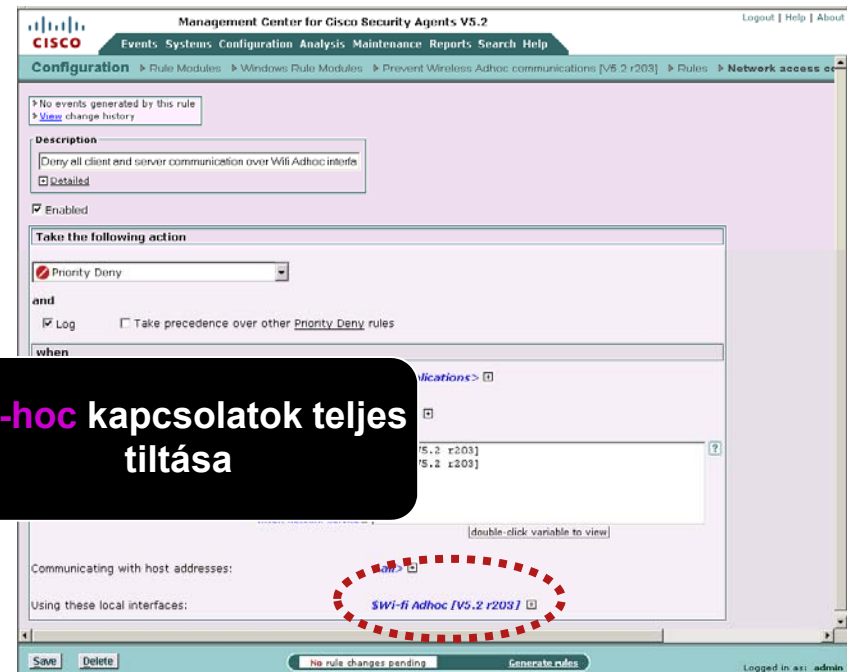 Management Center for Cisco Security Agents V5.2
Logout | Help | About
CISCO
Events Systems Configuration Analysis Maintenance Reports Search Help
Configuration Rule Modules Windows Rule Modules Prevent Wireless Adhoc communications [V5.2 r203] Rules Network access co
No events generated by this rule
View change history
Description
Deny all client and server communication over Wifi Adhoc interfa
Detailed
Enabled
Take the following action
Priority Deny
and
Log Take precedence over other Priority Deny rules
when
lications>
-hoc kapcsolatok teljes
tiltása
V5.2 r203]
V5.2 r203]
?
double-click variable to view
Communicating with host addresses: <all>
Using these local interfaces: $Wi-fi Adhoc [V5.2 r203]
Save Delete No rule changes pending Generate rules Logged in as: admin